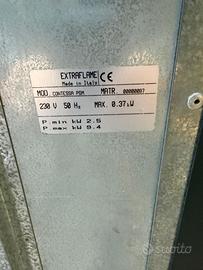 EXTRAFLAME CE
Made in Italy
MOD. CONTESSA PGM MATR. 00000087
230 V 50 Hz MAX. 0.37 kW
P min kW 2.5
P max kW 9.4
subito